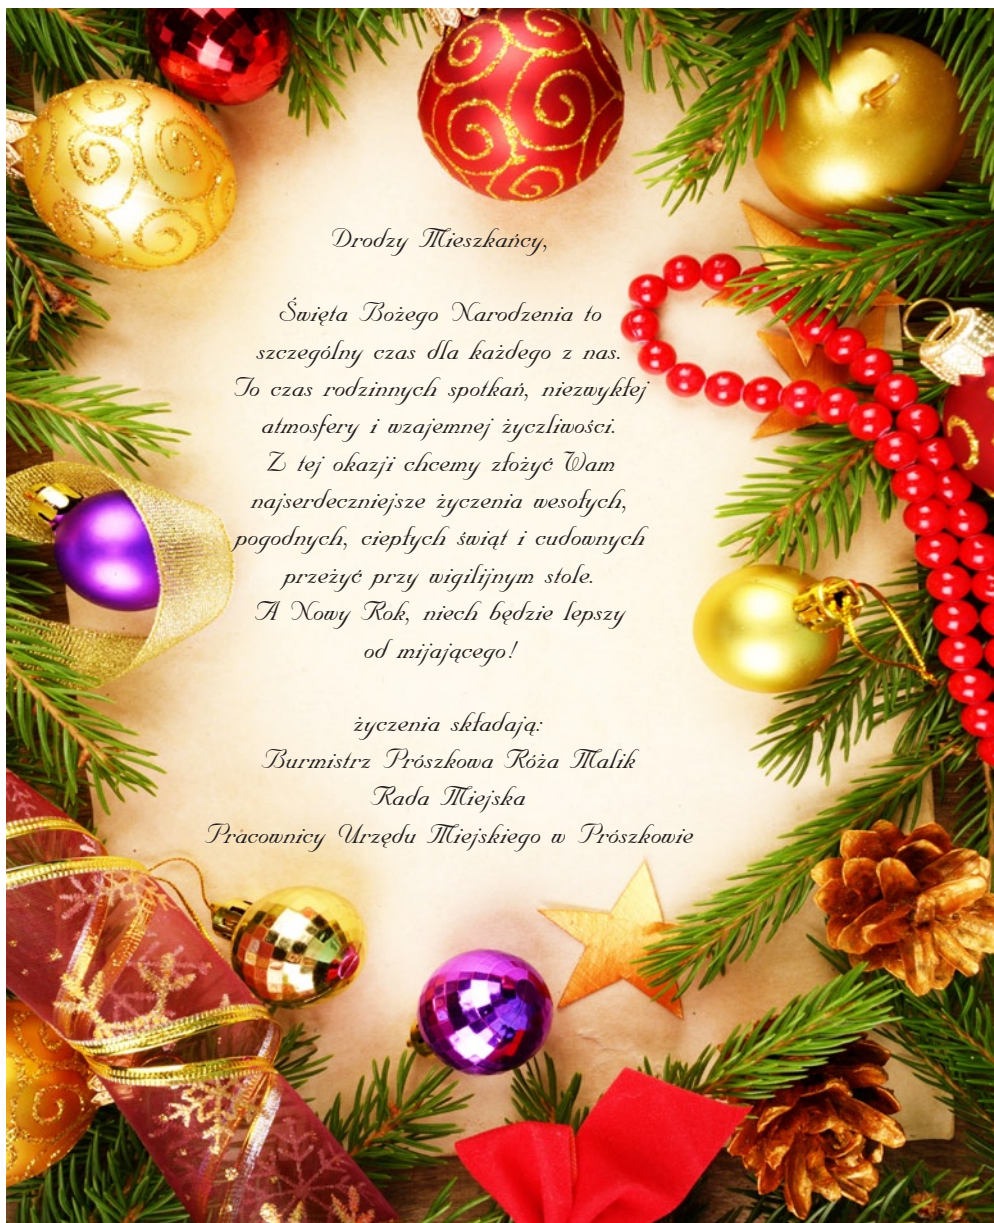 Drodzy Mieszkańcy,
Święta Bożego Narodzenia to
szczególny czas dla każdego z nas.
To czas rodzinnych spotkań, niezwykłej
atmosfery i wzajemnej życzliwości.
Z tej okazji chcemy złożyć Wam
najserdeczniejsze życzenia wesołych,
pogodnych, ciepłych świąt i cudownych
przeżyć przy wigilijnym stole.
A Nowy Rok, niech będzie lepszy
od mijającego!
życzenia składają:
Burmistrz Prószkowa Róża Malik
Rada Miejska
Pracownicy Urzędu Miejskiego w Prószkowie